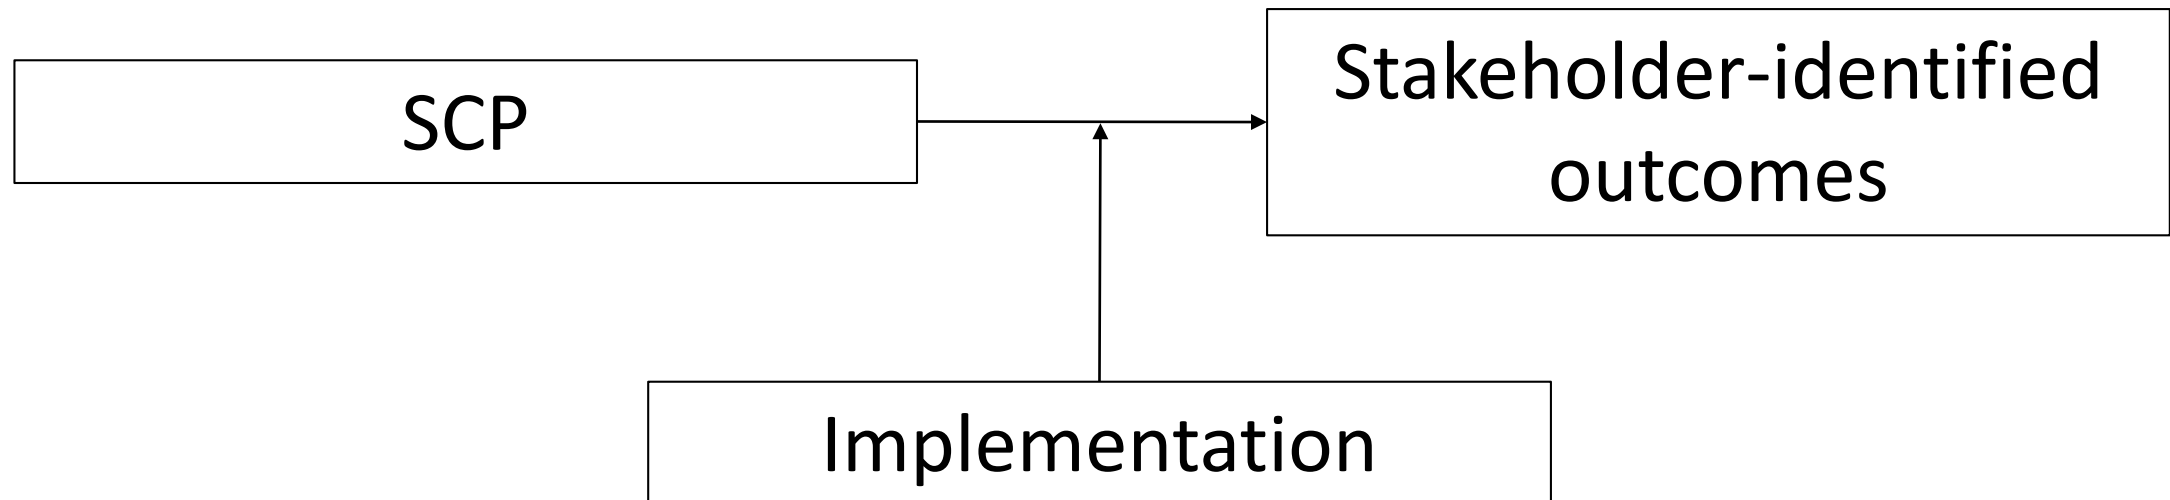 SCP
Stakeholder-identified
outcomes
Implementation